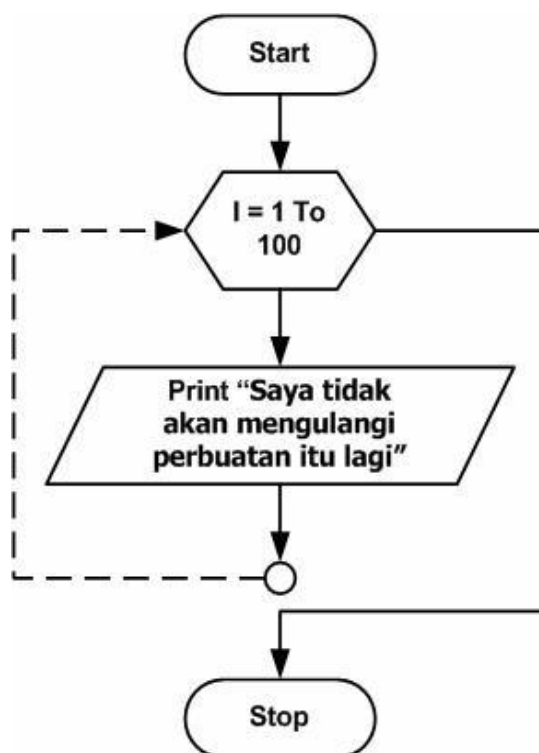 Start
I = 1 To
100
Print “Saya tidak
akan mengulangi
perbuatan itu lagi”
Stop